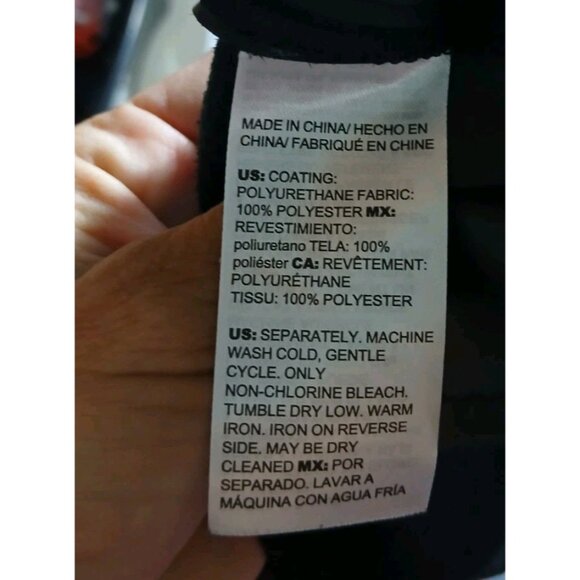 MADE IN CHINA/ HECHO EN
CHINA/ FABRIQUÉ EN CHINE
US: COATING:
POLYURETHANE FABRIC:
100% POLYESTER MX:
REVESTIMIENTO:
poliuretano TELA: 100%
poliéster CA: REVÊTEMENT:
POLYURÉTHANE
TISSU: 100% POLYESTER
US: SEPARATELY. MACHINE
WASH COLD, GENTLE
CYCLE. ONLY
NON-CHLORINE BLEACH.
TUMBLE DRY LOW. WARM
IRON. IRON ON REVERSE
SIDE. MAY BE DRY
CLEANED MX: POR
SEPARADO. LAVAR A
MÁQUINA CON AGUA FRÍA